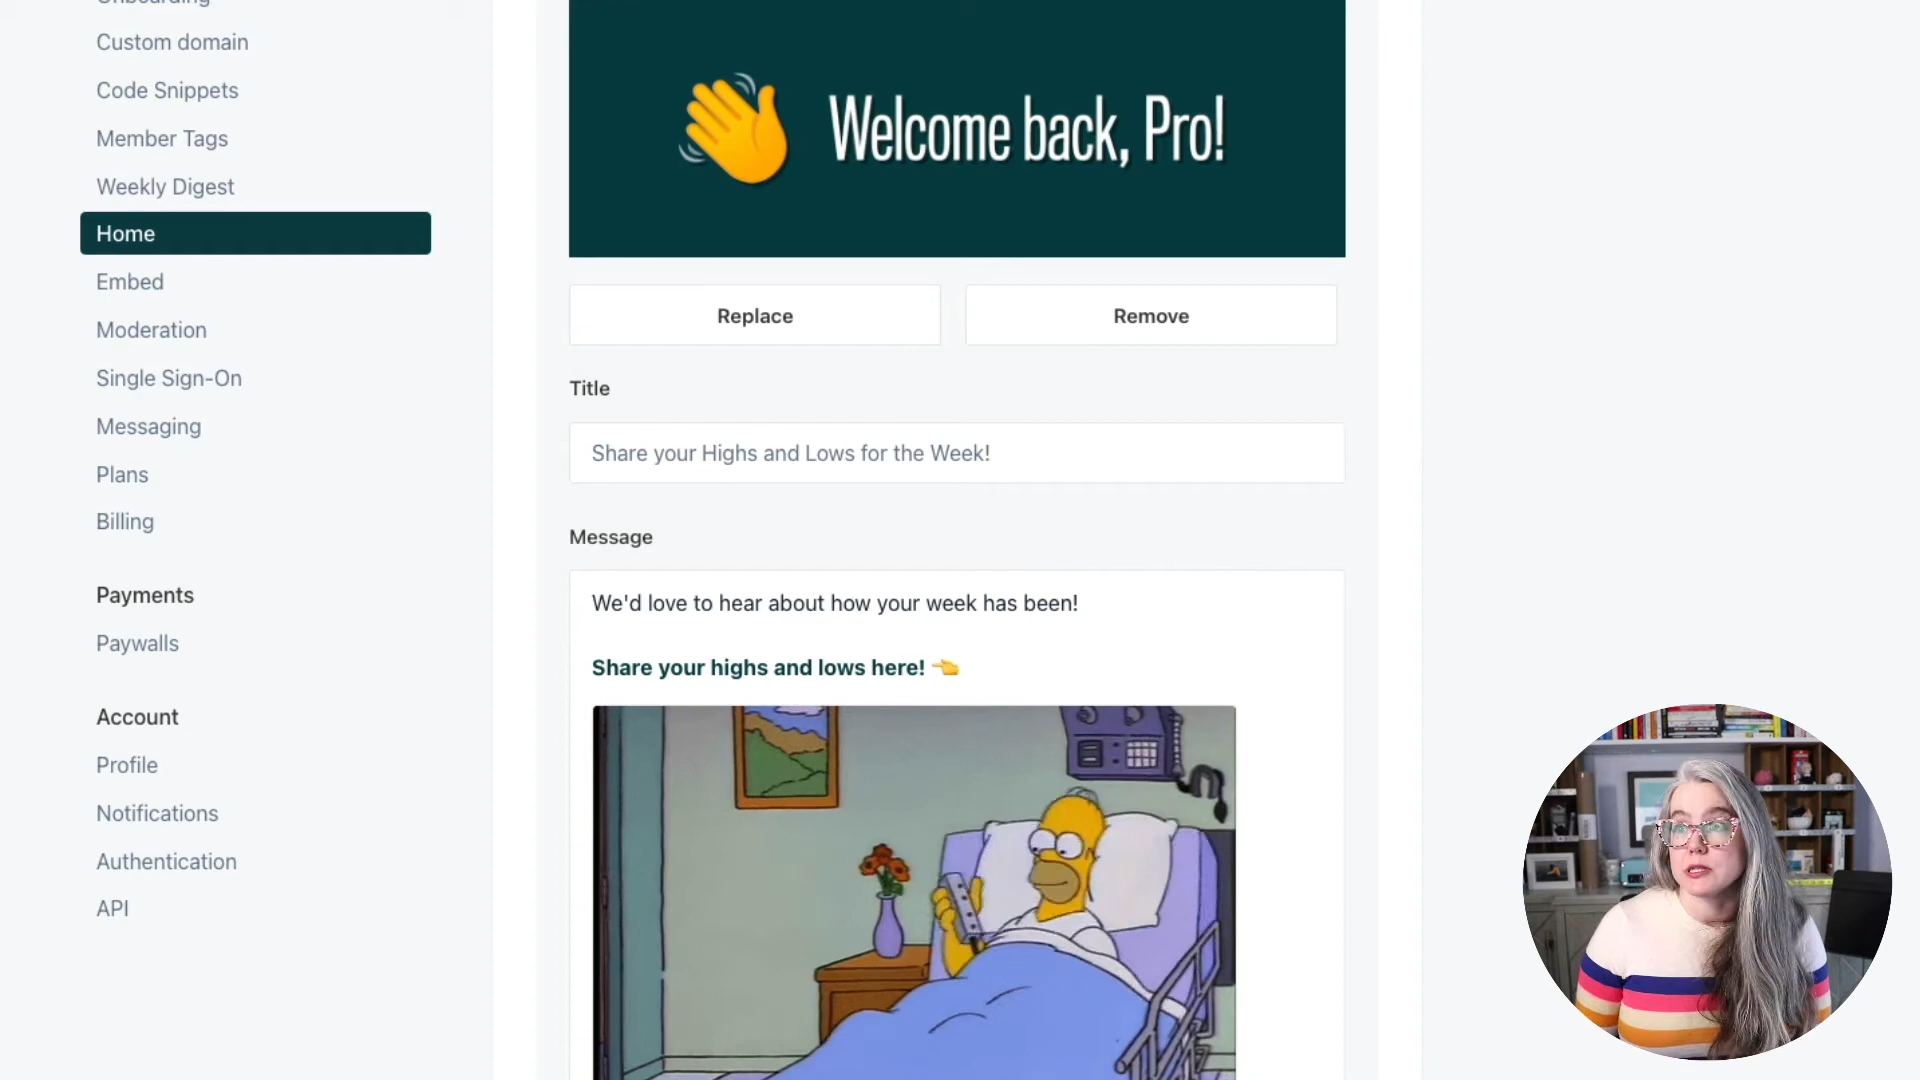 Onboarding
Custom domain
Code Snippets
Member Tags
Weekly Digest
Home
Embed
Moderation
Single Sign-On
Messaging
Plans
Billing
Payments
Paywalls
Account
Profile
Notifications
Authentication
API
Welcome back, Pro!
Replace
Remove
Title
Share your Highs and Lows for the Week!
Message
We'd love to hear about how your week has been!
Share your highs and lows here! 👈